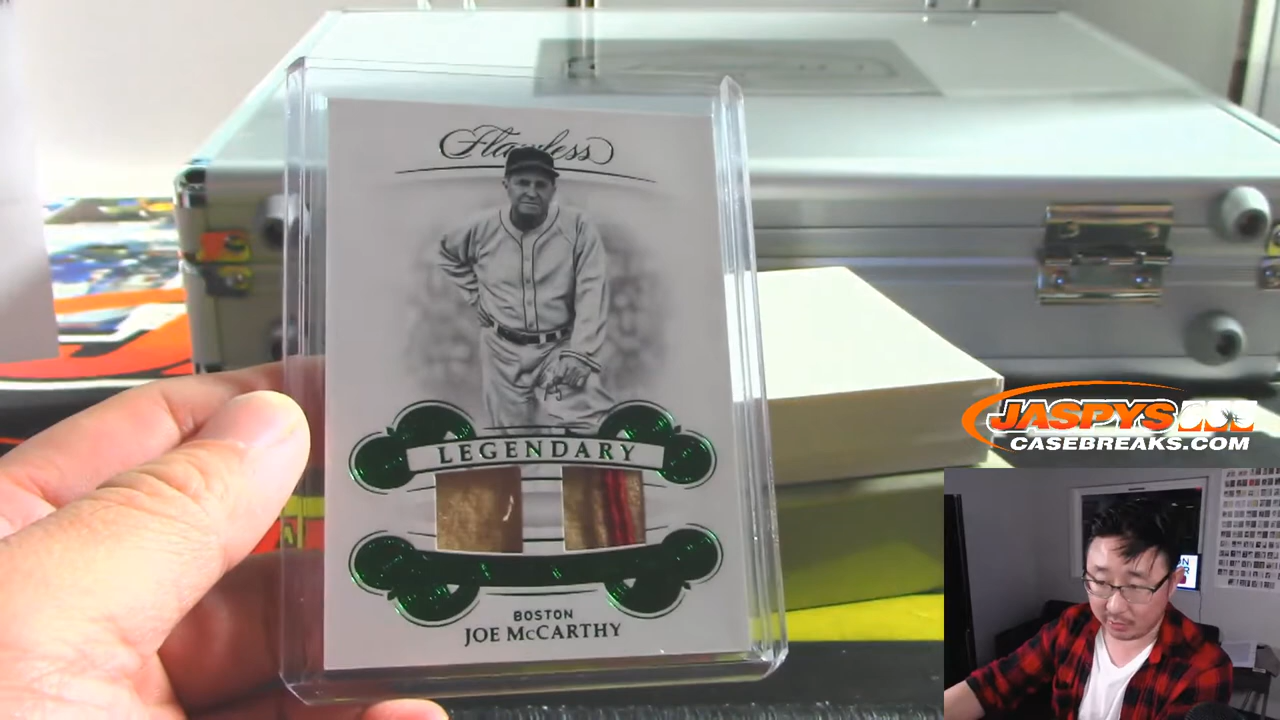 Flawless
LEGENDARY
BOSTON
JOE McCARTHY
JASPYS
CASEBREAKS.COM